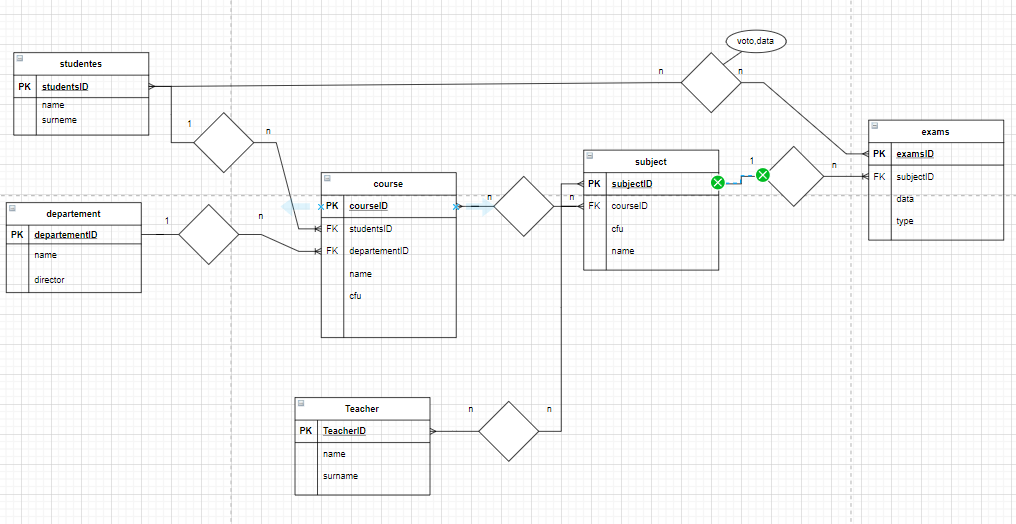 voto,data
n
n
studentes
PK studentsID
name
surneme
1
n
exams
PK examsID
FK subjectID
data
type
1
n
subject
PK subjectID
FK courseID
cfu
name
course
PK courseID
FK studentsID
FK departementID
name
cfu
n
n
departement
PK departementID
name
director
1
n
Teacher
PK TeacherID
name
surname
n
n